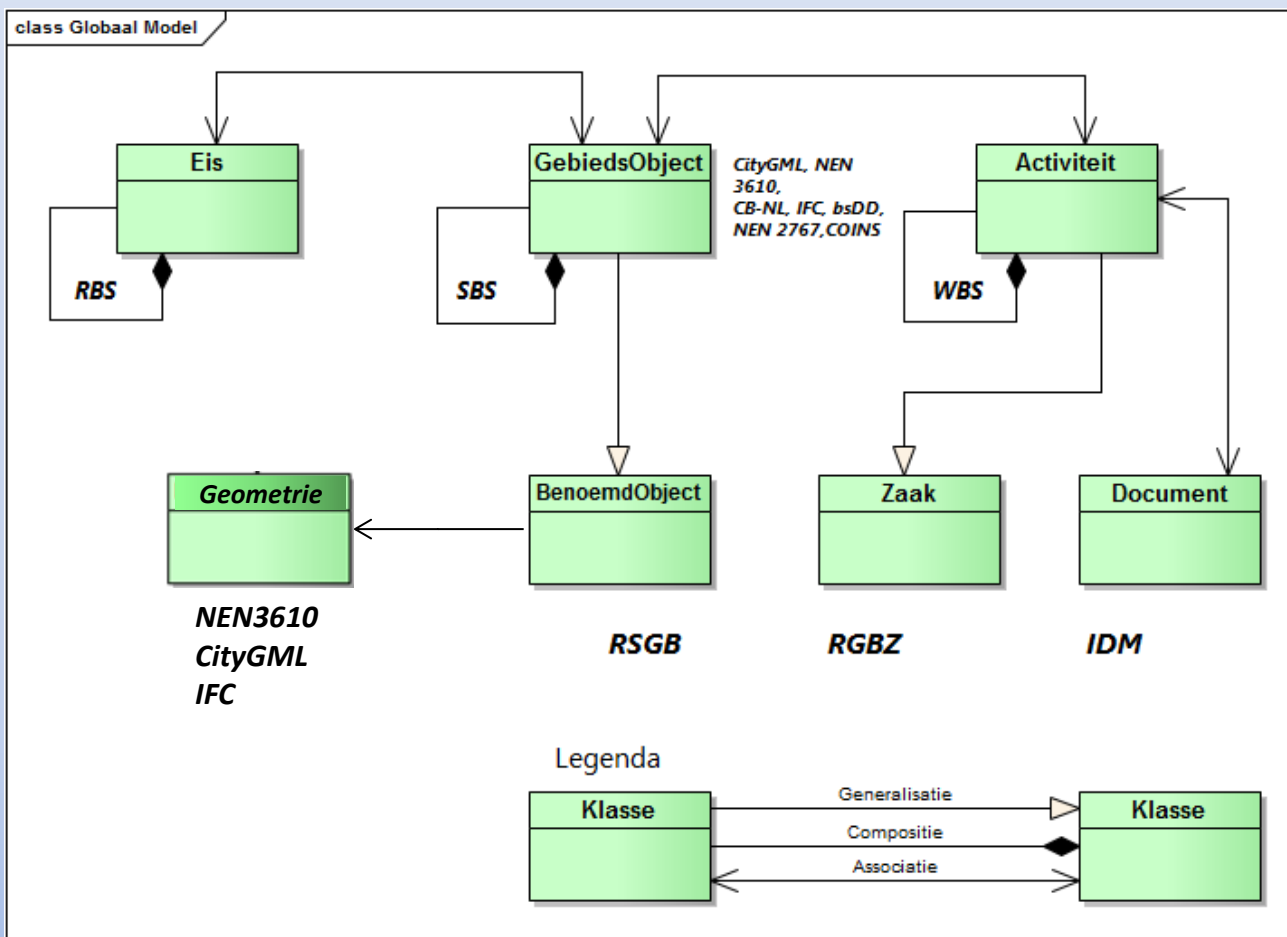 class Globaal Model
Eis
GebiedsObject
CityGML, NEN
3610,
CB-NL, IFC, bsDD,
NEN 2767,COINS
Activiteit
RBS
SBS
WBS
Geometrie
BenoemdObject
Zaak
Document
NEN3610
CityGML
IFC
RSGB
RGBZ
IDM
Legenda
Klasse
Generalisatie
Compositie
Associatie
Klasse